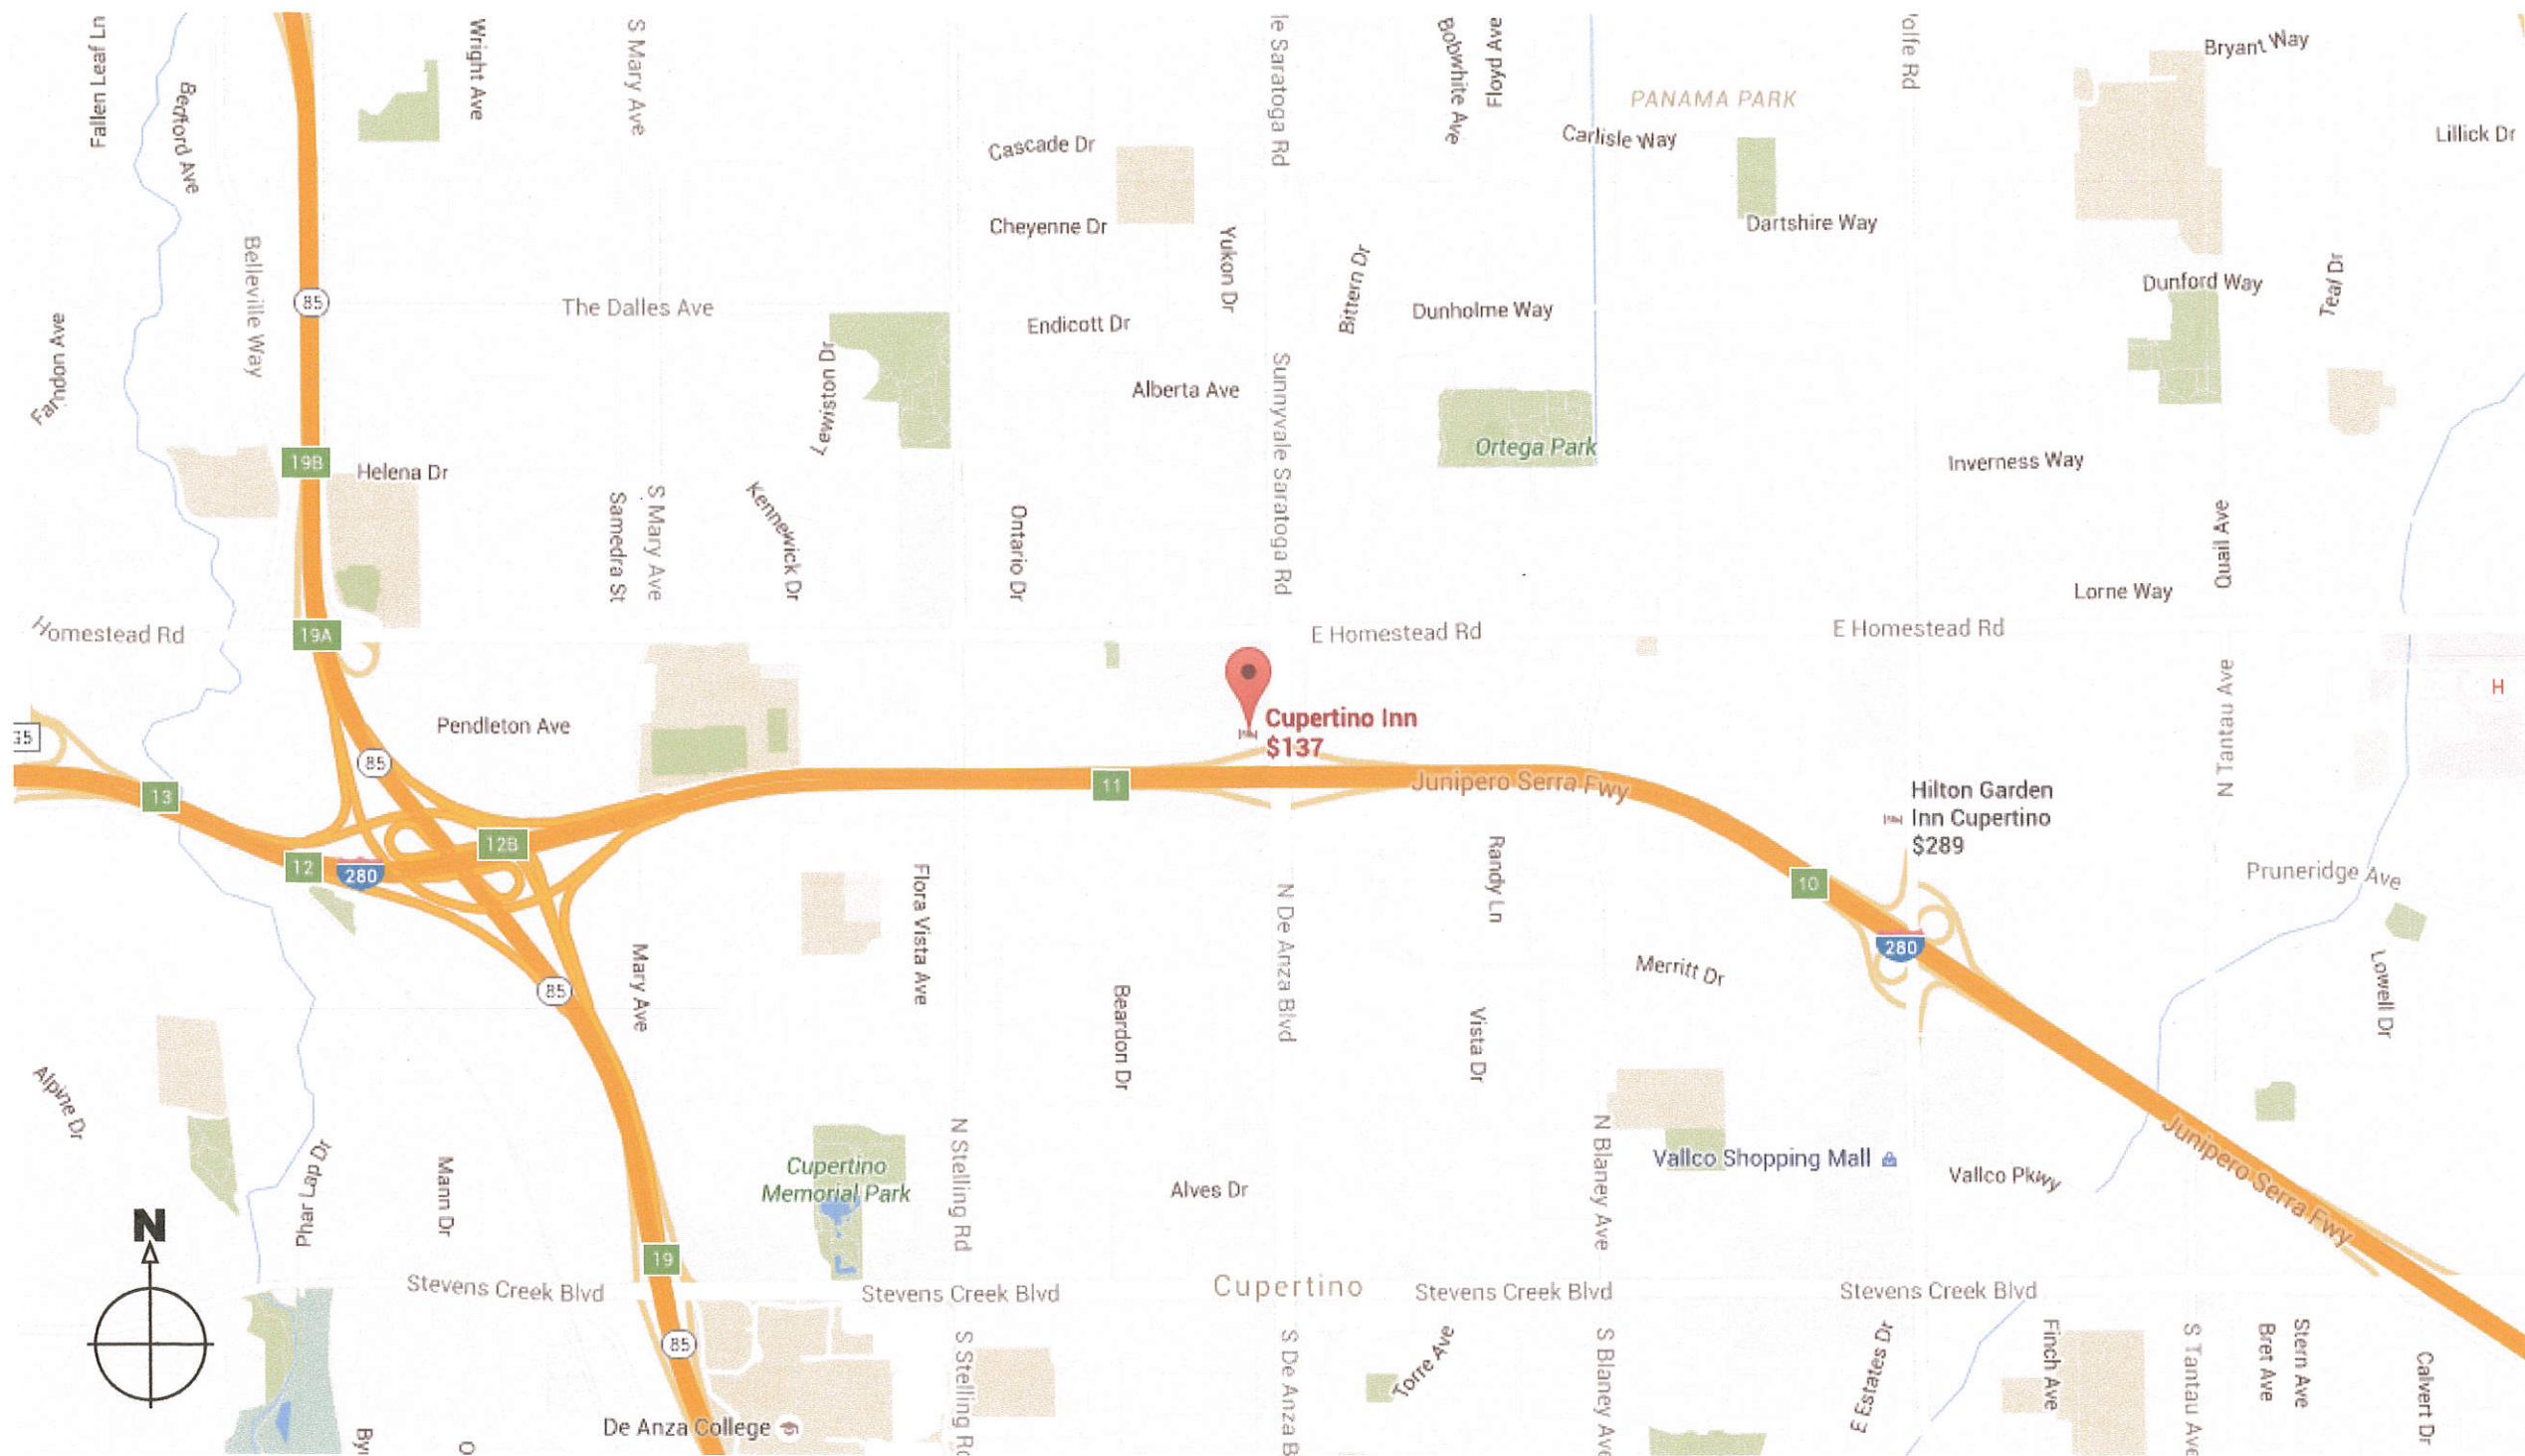 Fallen Leaf Ln
Bedford Ave
Wright Ave
S Mary Ave
le Saratoga Rd
Bobwhite Ave
Floyd Ave
PANAMA PARK
olfe Rd
Bryant Way
Lillick Dr
Carlisle Way
Cascade Dr
Cheyenne Dr
Dartshire Way
Yukon Dr
Belleville Way
Bittern Dr
Dunford Way
Teal Dr
85
The Dalles Ave
Endicott Dr
Dunholme Way
Farndon Ave
Lewiston Dr
Alberta Ave
Sunnyvale Saratoga Rd
Ortega Park
19B
Helena Dr
Inverness Way
Samedra St
S Mary Ave
Kennewick Dr
Ontario Dr
Quail Ave
Lorne Way
Homestead Rd
19A
E Homestead Rd
E Homestead Rd
N Tantau Ave
H
Pendleton Ave
Cupertino Inn
$137
35
85
13
11
Junipero Serra Fwy
Hilton Garden
Inn Cupertino
$289
12
280
12B
Flora Vista Ave
Randy Ln
10
Pruneridge Ave
N De Anza Blvd
280
Mary Ave
Merritt Dr
Lowell Dr
85
Beardon Dr
Vista Dr
Alpine Dr
Phar Lap Dr
Mann Dr
Cupertino
Memorial Park
N Stelling Rd
Alves Dr
N Blaney Ave
Vallco Shopping Mall
Vallco Pkwy
Junipero Serra Fwy
N
19
Stevens Creek Blvd
Stevens Creek Blvd
Cupertino
Stevens Creek Blvd
Stevens Creek Blvd
85
De Anza College
S Stelling Rd
S De Anza B
Torre Ave
S Blaney Ave
E Estates Dr
Finch Ave
S Tantau Ave
Bret Ave
Stern Ave
Calvert Dr
By
O